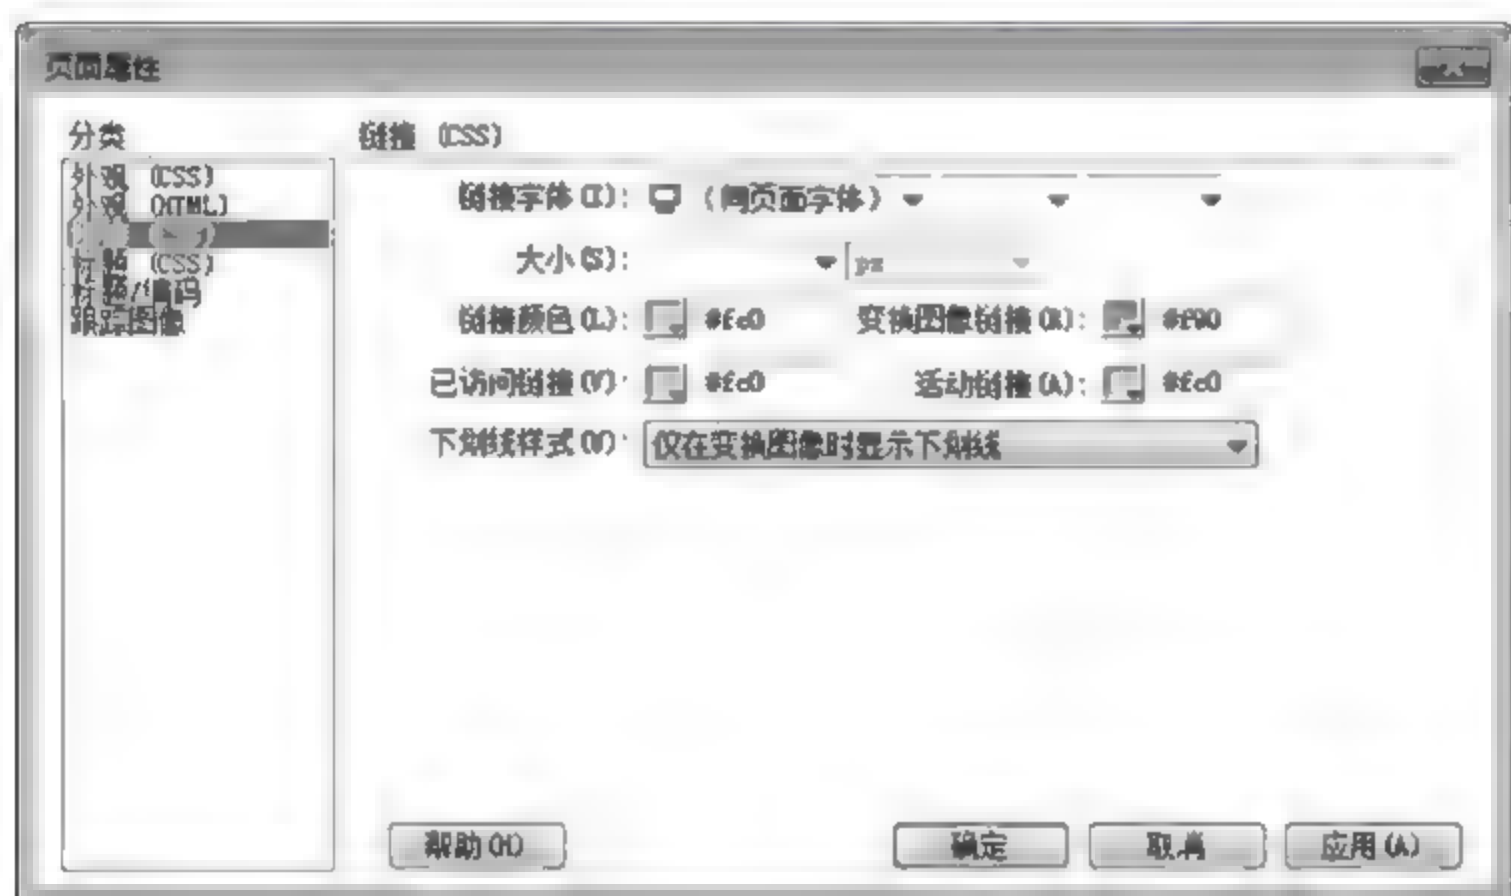 页面属性
分类
外观 (CSS)
外观 (HTML)
标题 (CSS)
标题/编码
跟踪图像
链接 (CSS)
链接字体(I): (同页面字体)
大小(S): px
链接颜色(L): #fc0 变换图像链接(R): #f90
已访问链接(V): #fc0 活动链接(A): #fc0
下划线样式(U): 仅在变换图像时显示下划线
帮助(H) 确定 取消 应用(A)